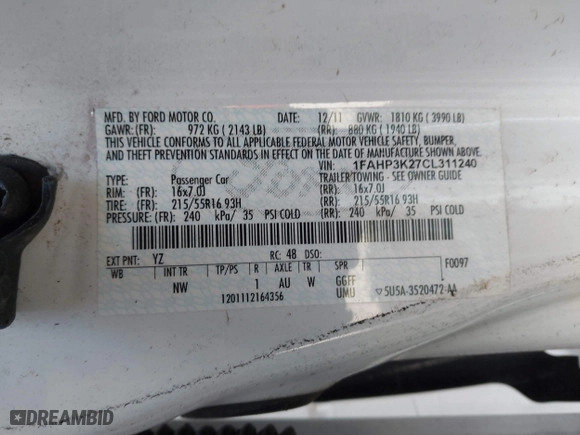 MFD. BY FORD MOTOR CO. DATE: 12/11 GVWR: 1810 KG ( 3990 LB)
GAWR: (FR): 972 KG ( 2143 LB) (RR): 880 KG ( 1940 LB)
THIS VEHICLE CONFORMS TO ALL APPLICABLE FEDERAL MOTOR VEHICLE SAFETY, BUMPER,
AND THEFT PREVENTION STANDARDS IN EFFECT ON THE DATE OF MANUFACTURE SHOWN ABOVE.
VIN: 1FAHP3K27CL311240
TYPE: Passenger Car TRAILER TOWING - SEE OWNER GUIDE
RIM: (FR): 16x7.0J (RR): 16x7.0J
TIRE: (FR): 215/55R16 93H (RR): 215/55R16 93H
PRESSURE: (FR): 240 kPa/ 35 PSI COLD (RR): 240 kPa/ 35 PSI COLD
EXT PNT: YZ RC: 48 DSO: F0097
WB INT TR TP/PS R AXLE TR SPR
NW 1 AU W GGFF
1201112164356 UMU ▽5U5A-3520472-AA
DREAMBID